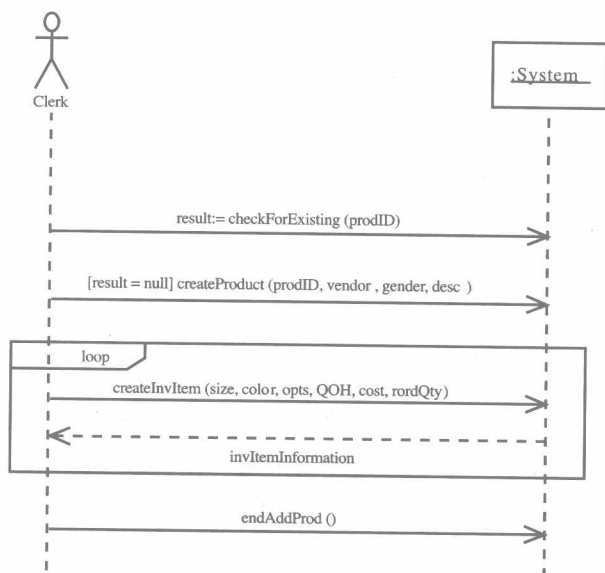 Clerk
:System
result:= checkForExisting (prodID)
[result = null] createProduct (prodID, vendor , gender, desc )
loop
createInvItem (size, color, opts, QOH, cost, rordQty)
invItemInformation
endAddProd ()